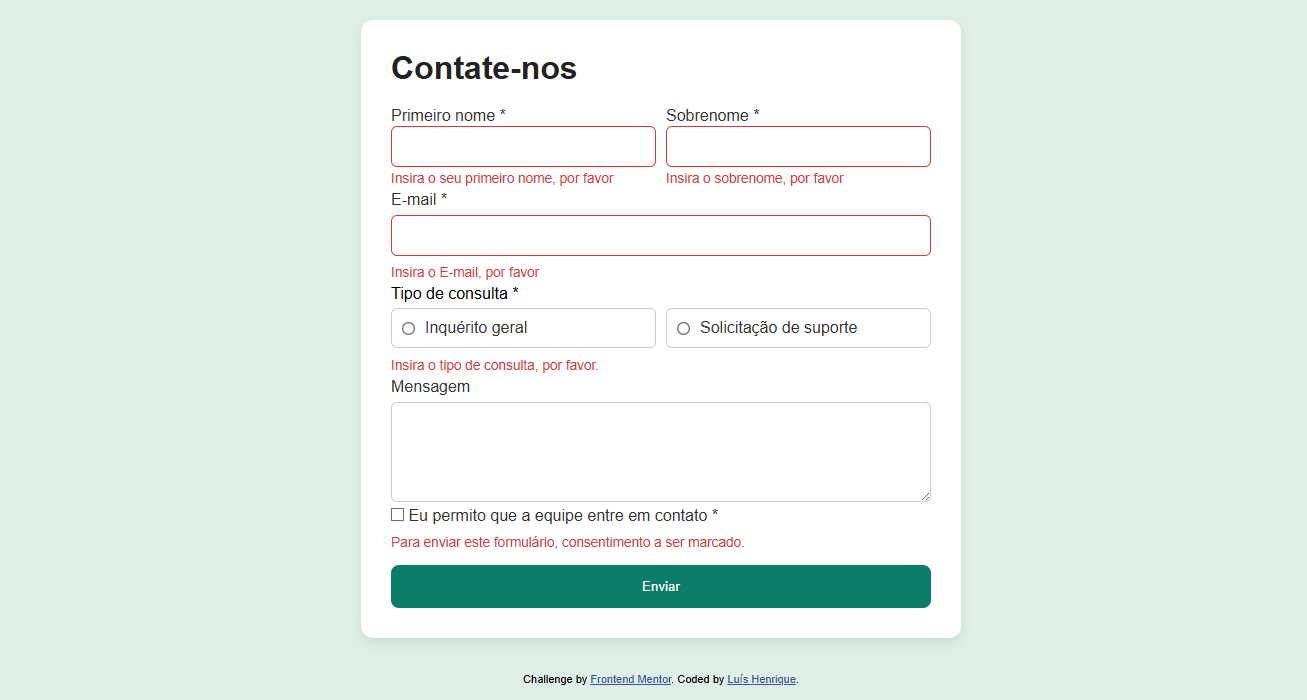 Contate-nos
Primeiro nome *
Sobrenome *
Insira o seu primeiro nome, por favor
Insira o sobrenome, por favor
E-mail *
Insira o E-mail, por favor
Tipo de consulta *
Inquérito geral
Solicitação de suporte
Insira o tipo de consulta, por favor.
Mensagem
Eu permito que a equipe entre em contato *
Para enviar este formulário, consentimento a ser marcado.
Enviar
Challenge by Frontend Mentor. Coded by Luís Henrique.